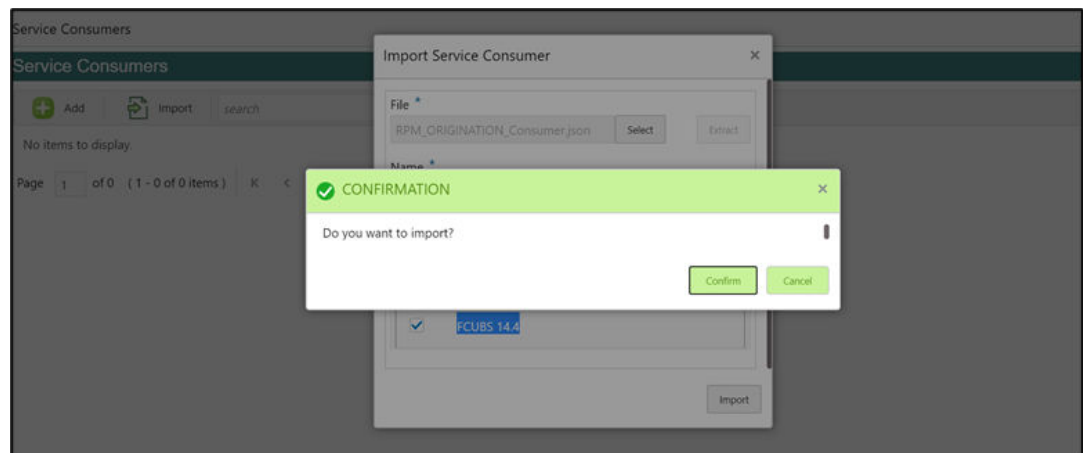 Service Consumers
Service Consumers
Add Import search
No items to display.
Page 1 of 0 (1 - 0 of 0 items) K <
Import Service Consumer ×
File *
RPM_ORIGINATION_Consumer.json Select Extract
Name *
CONFIRMATION ×
Do you want to import?
Confirm Cancel
FCUBS 14.4
Import